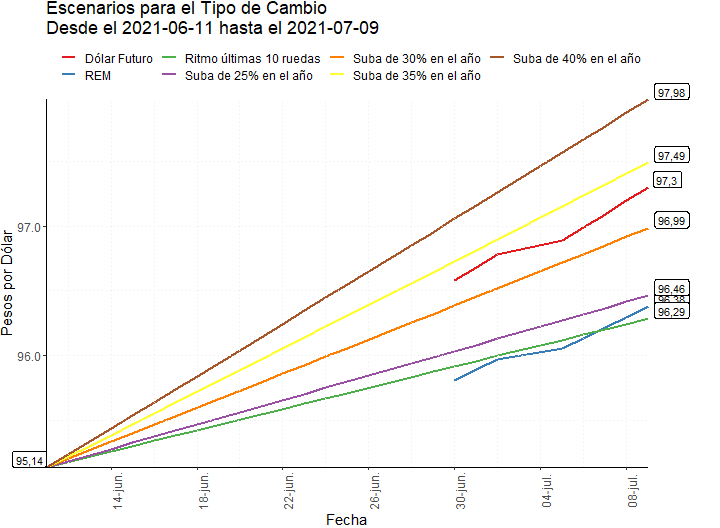 Escenarios para el Tipo de Cambio
Desde el 2021-06-11 hasta el 2021-07-09
Dólar Futuro Ritmo últimas 10 ruedas Suba de 30% en el año Suba de 40% en el año
REM Suba de 25% en el año Suba de 35% en el año
97,98
97,49
97,3
96,99
96,46
96,38
96,29
95,14
97.0
96.0
Pesos por Dólar
14-jun.
18-jun.
22-jun.
26-jun.
30-jun.
04-jul.
08-jul.
Fecha